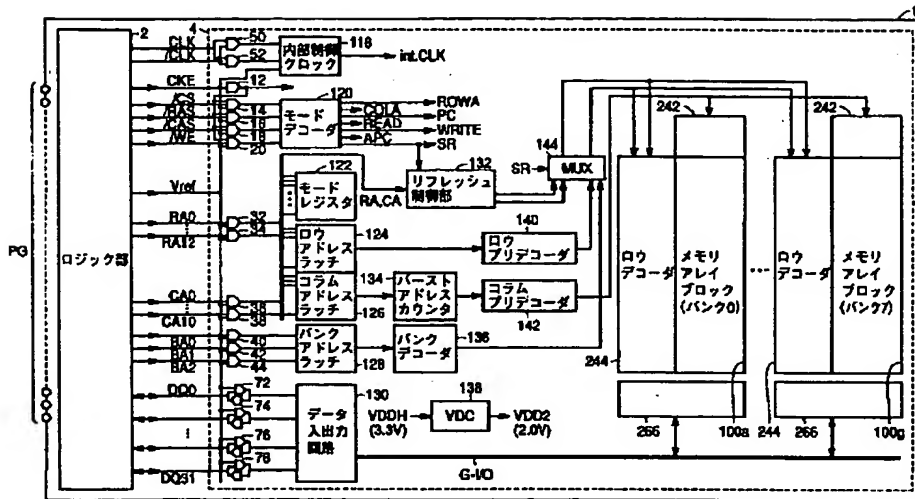 1
2
4
50
CLK
/CLK
52
内部制御
クロック
118
int.CLK
CKE
12
/CS
/RAS
/CAS
/WE
14
16
18
20
120
モード
デコーダ
ROWA
COLA
PC
READ
WRITE
APC
SR
122
モード
レジスタ
RA,CA
132
リフレッシュ
制御部
SR
144
MUX
Vref
RA0
RA12
32
34
ロウ
アドレス
ラッチ
124
140
ロウ
プリデコーダ
PG
ロジック部
CA0
CA10
36
38
コラム
アドレス
ラッチ
126
134
バースト
アドレス
カウンタ
コラム
プリデコーダ
142
BA0
BA1
BA2
40
42
44
バンク
アドレス
ラッチ
128
バンク
デコーダ
136
DQ0
72
74
76
78
DQ31
130
データ
入出力
回路
138
VDDH
(3.3V)
VDC
VDD2
(2.0V)
G-I/O
242
ロウ
デコーダ
メモリ
アレイ
ブロック
(バンク0)
244
266
100a
242
ロウ
デコーダ
メモリ
アレイ
ブロック
(バンク7)
244
266
100g